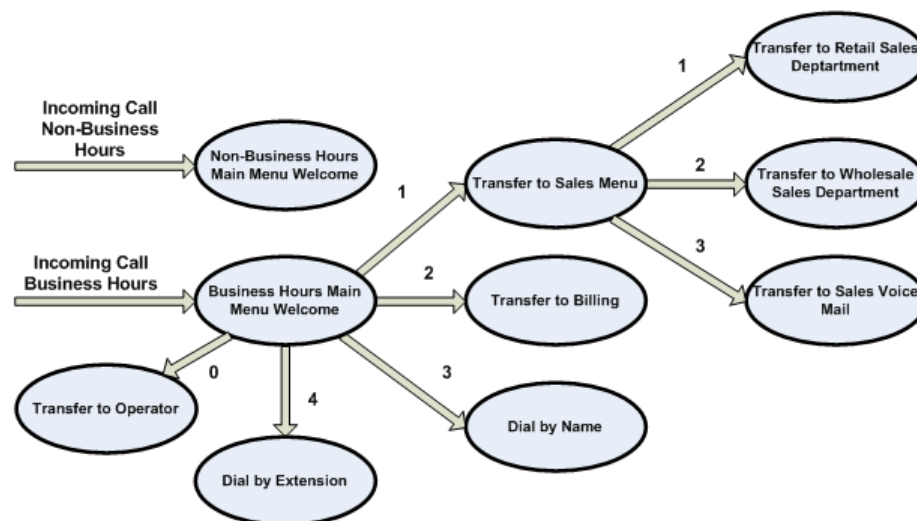 Incoming Call
Non-Business
Hours
Non-Business Hours
Main Menu Welcome
Transfer to Retail Sales
Deptartment
1
Transfer to Sales Menu
2
Transfer to Wholesale
Sales Department
3
Transfer to Sales Voice
Mail
1
Incoming Call
Business Hours
Business Hours Main
Menu Welcome
2
Transfer to Billing
0
Transfer to Operator
4
Dial by Extension
3
Dial by Name